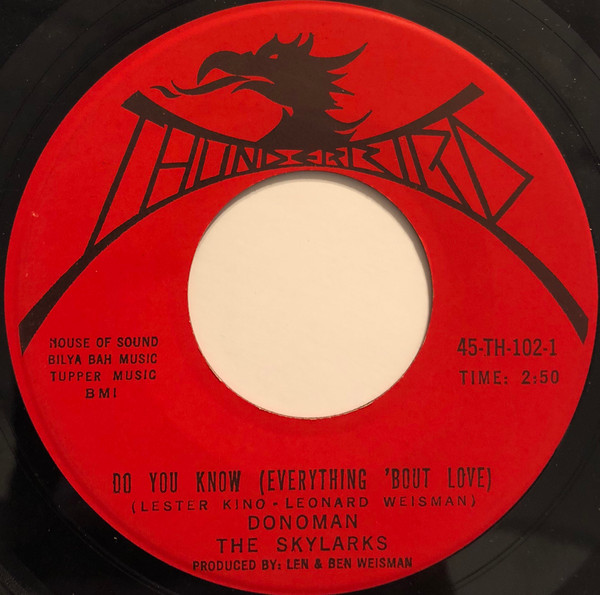 THUNDERBIRD
HOUSE OF SOUND
BILYA BAH MUSIC
TUPPER MUSIC
BMI
45-TH-102-1
TIME: 2:50
DO YOU KNOW (EVERYTHING 'BOUT LOVE)
(LESTER KINO - LEONARD WEISMAN)
DONOMAN
THE SKYLARKS
PRODUCED BY: LEN & BEN WEISMAN